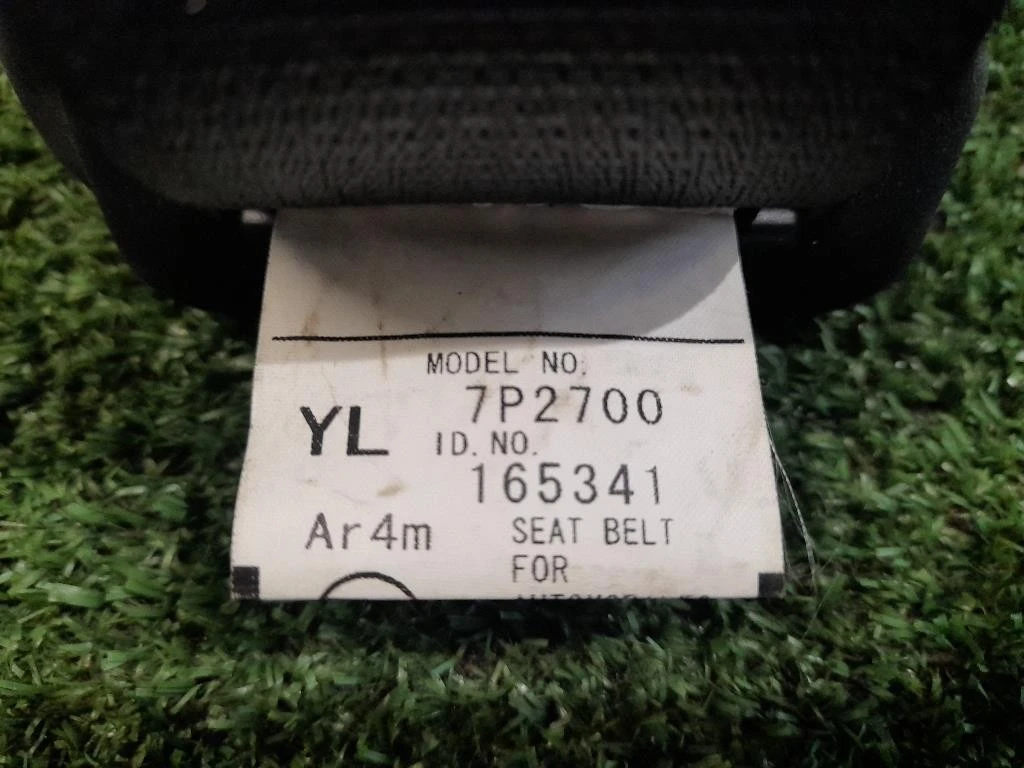 MODEL NO.
7P2700
YL
ID. NO.
165341
Ar4m
SEAT BELT
FOR